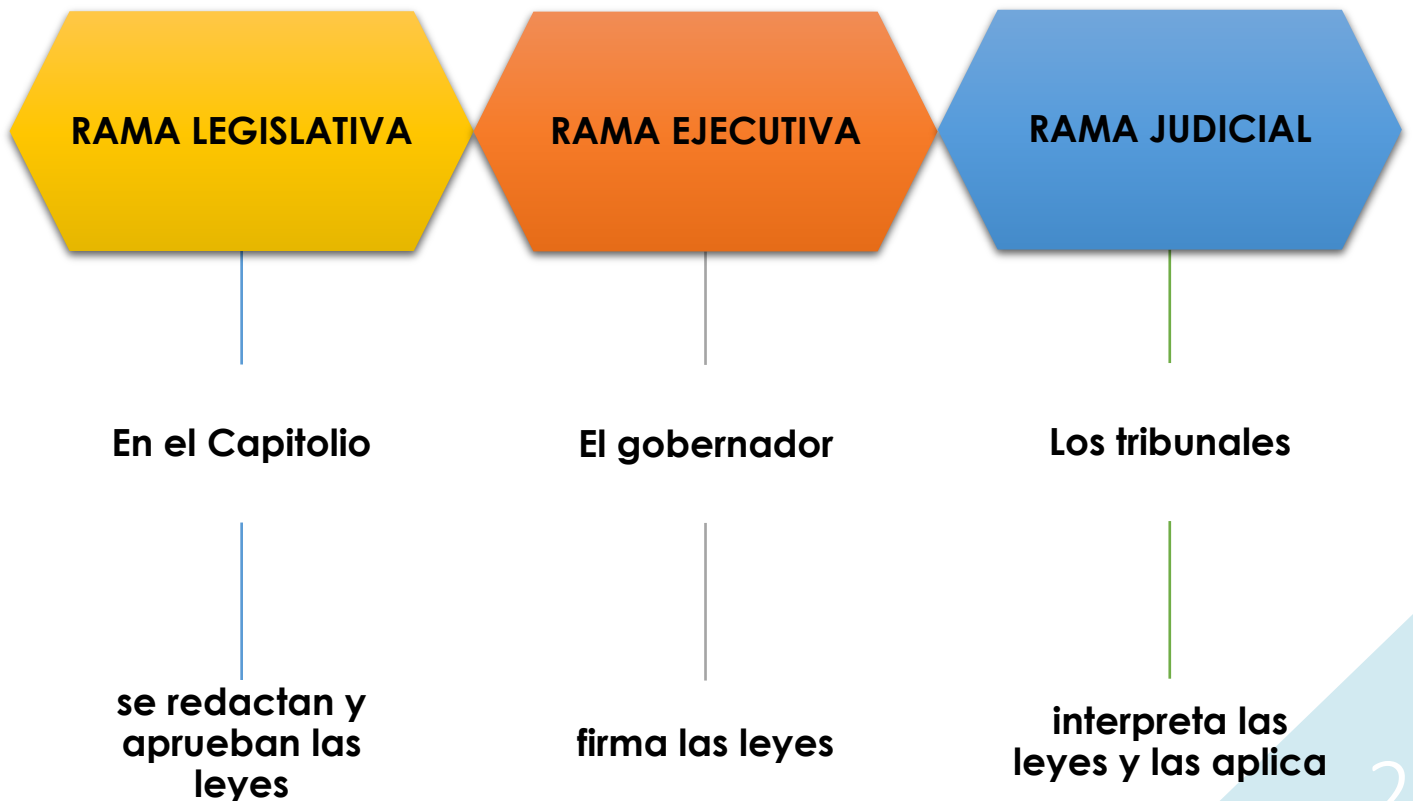 RAMA LEGISLATIVA
RAMA EJECUTIVA
RAMA JUDICIAL
En el Capitolio
El gobernador
Los tribunales
se redactan y
aprueban las
leyes
firma las leyes
interpreta las
leyes y las aplica
2